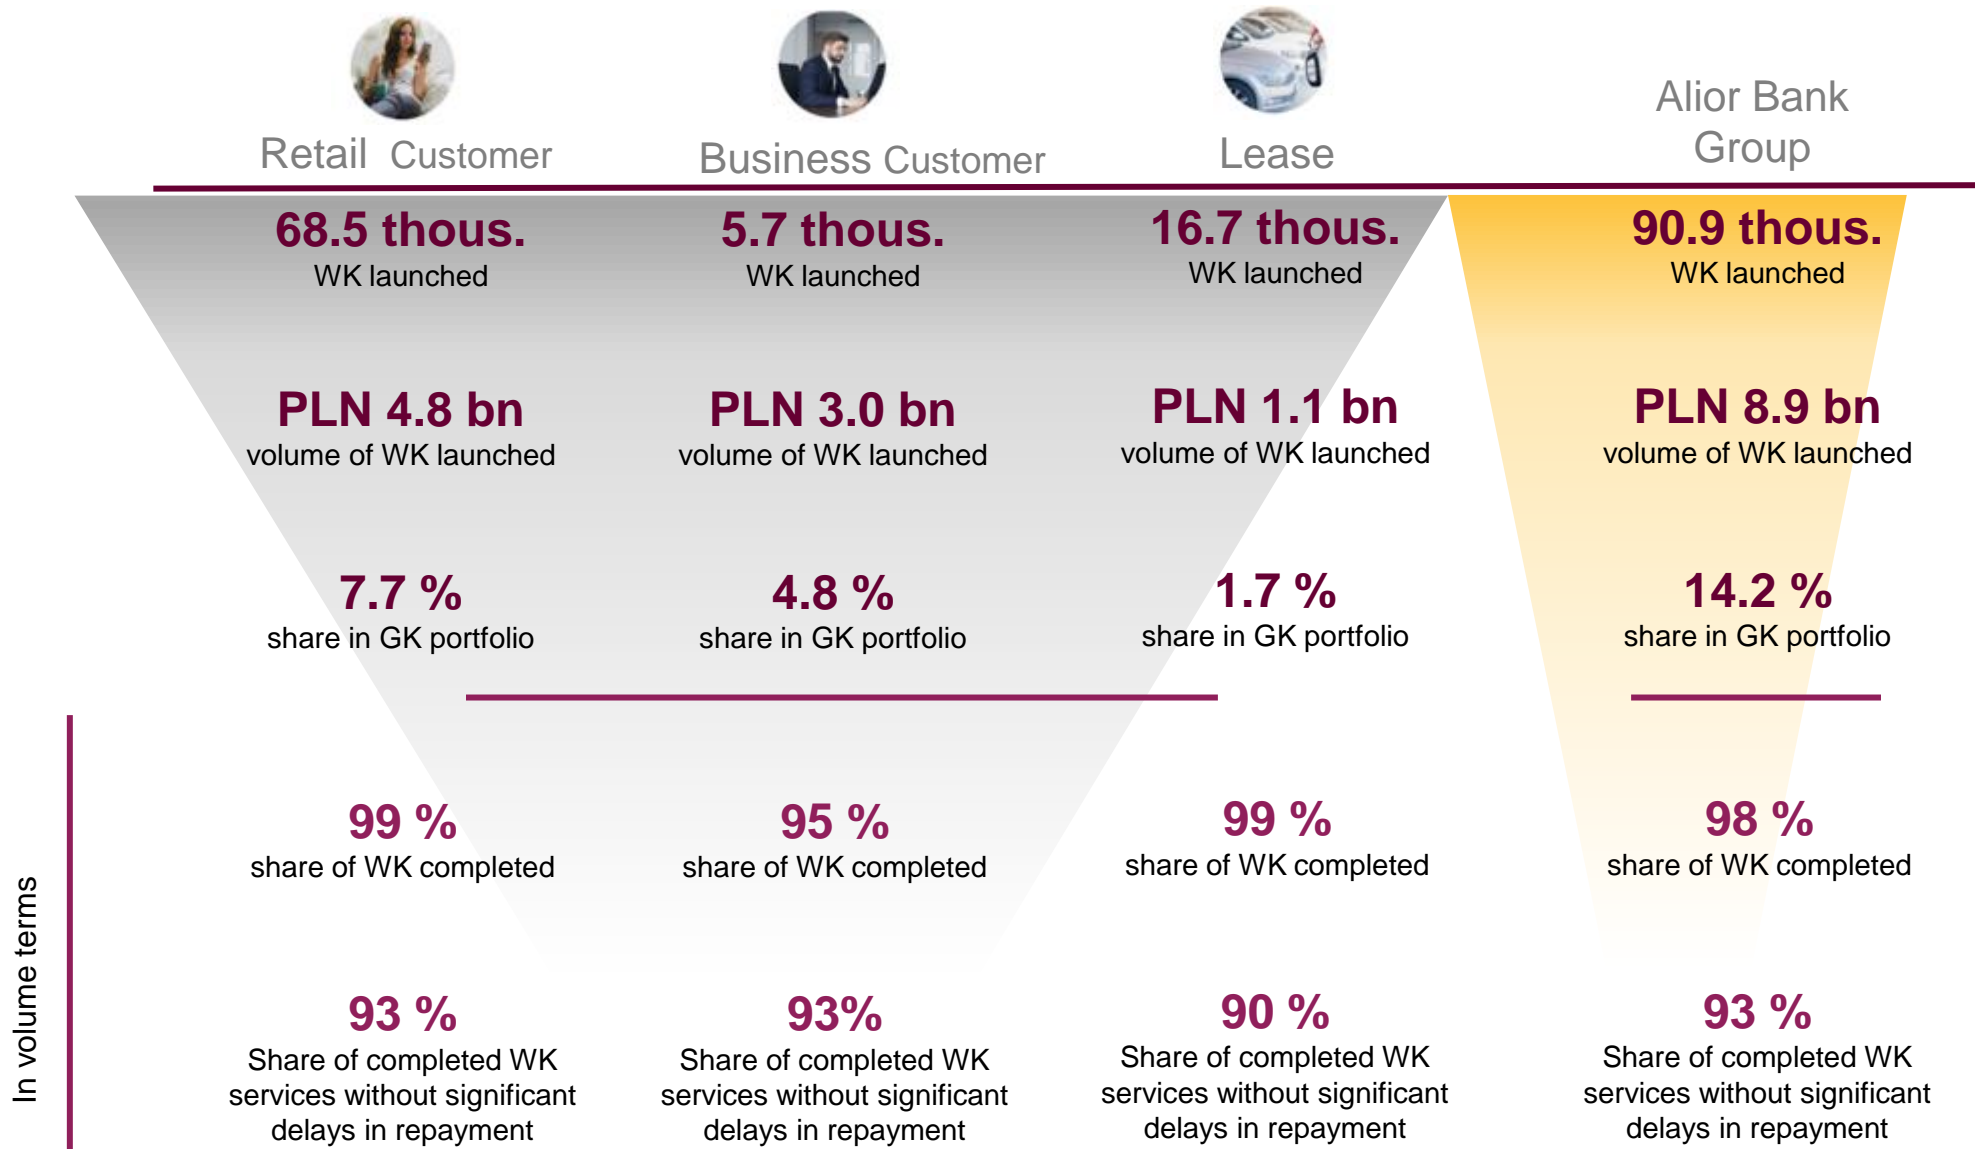 Retail Customer
Business Customer
Lease
Alior Bank
Group
68.5 thous.
WK launched
5.7 thous.
WK launched
16.7 thous.
WK launched
90.9 thous.
WK launched
PLN 4.8 bn
volume of WK launched
PLN 3.0 bn
volume of WK launched
PLN 1.1 bn
volume of WK launched
PLN 8.9 bn
volume of WK launched
7.7 %
share in GK portfolio
4.8 %
share in GK portfolio
1.7 %
share in GK portfolio
14.2 %
share in GK portfolio
In volume terms
99 %
share of WK completed
95 %
share of WK completed
99 %
share of WK completed
98 %
share of WK completed
93 %
Share of completed WK
services without significant
delays in repayment
93%
Share of completed WK
services without significant
delays in repayment
90 %
Share of completed WK
services without significant
delays in repayment
93 %
Share of completed WK
services without significant
delays in repayment